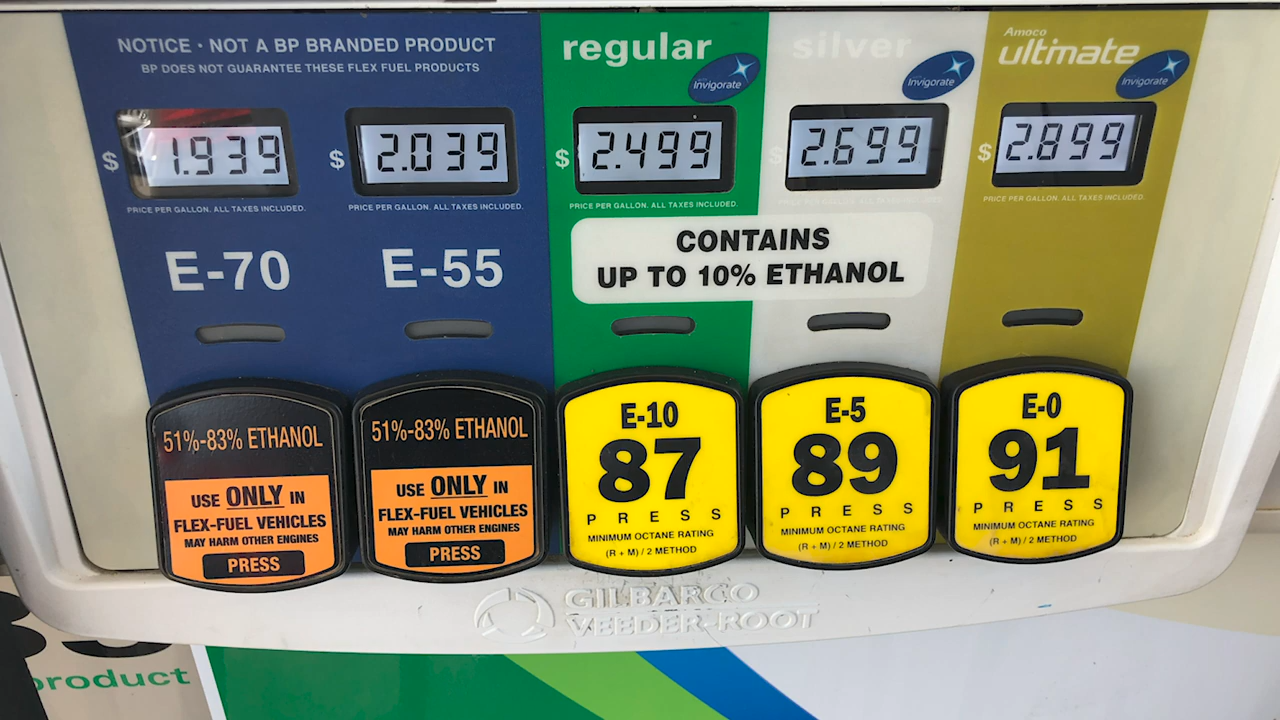 NOTICE · NOT A BP BRANDED PRODUCT
BP DOES NOT GUARANTEE THESE FLEX FUEL PRODUCTS
regular
Invigorate
silver
Invigorate
Amoco
ultimate
Invigorate
$ 1.939
$ 2.039
$ 2.499
$ 2.699
$ 2.899
PRICE PER GALLON. ALL TAXES INCLUDED.
PRICE PER GALLON. ALL TAXES INCLUDED.
PRICE PER GALLON. ALL TAXES INCLUDED.
PRICE PER GALLON. ALL TAXES INCLUDED.
E-70
E-55
CONTAINS
UP TO 10% ETHANOL
51%-83% ETHANOL
USE ONLY IN
FLEX-FUEL VEHICLES
MAY HARM OTHER ENGINES
PRESS
51%-83% ETHANOL
USE ONLY IN
FLEX-FUEL VEHICLES
MAY HARM OTHER ENGINES
PRESS
E-10
87
PRESS
MINIMUM OCTANE RATING
(R + M) / 2 METHOD
E-5
89
PRESS
MINIMUM OCTANE RATING
(R + M) / 2 METHOD
E-0
91
PRESS
MINIMUM OCTANE RATING
(R + M) / 2 METHOD
GILBARCO
VEEDER-ROOT
product